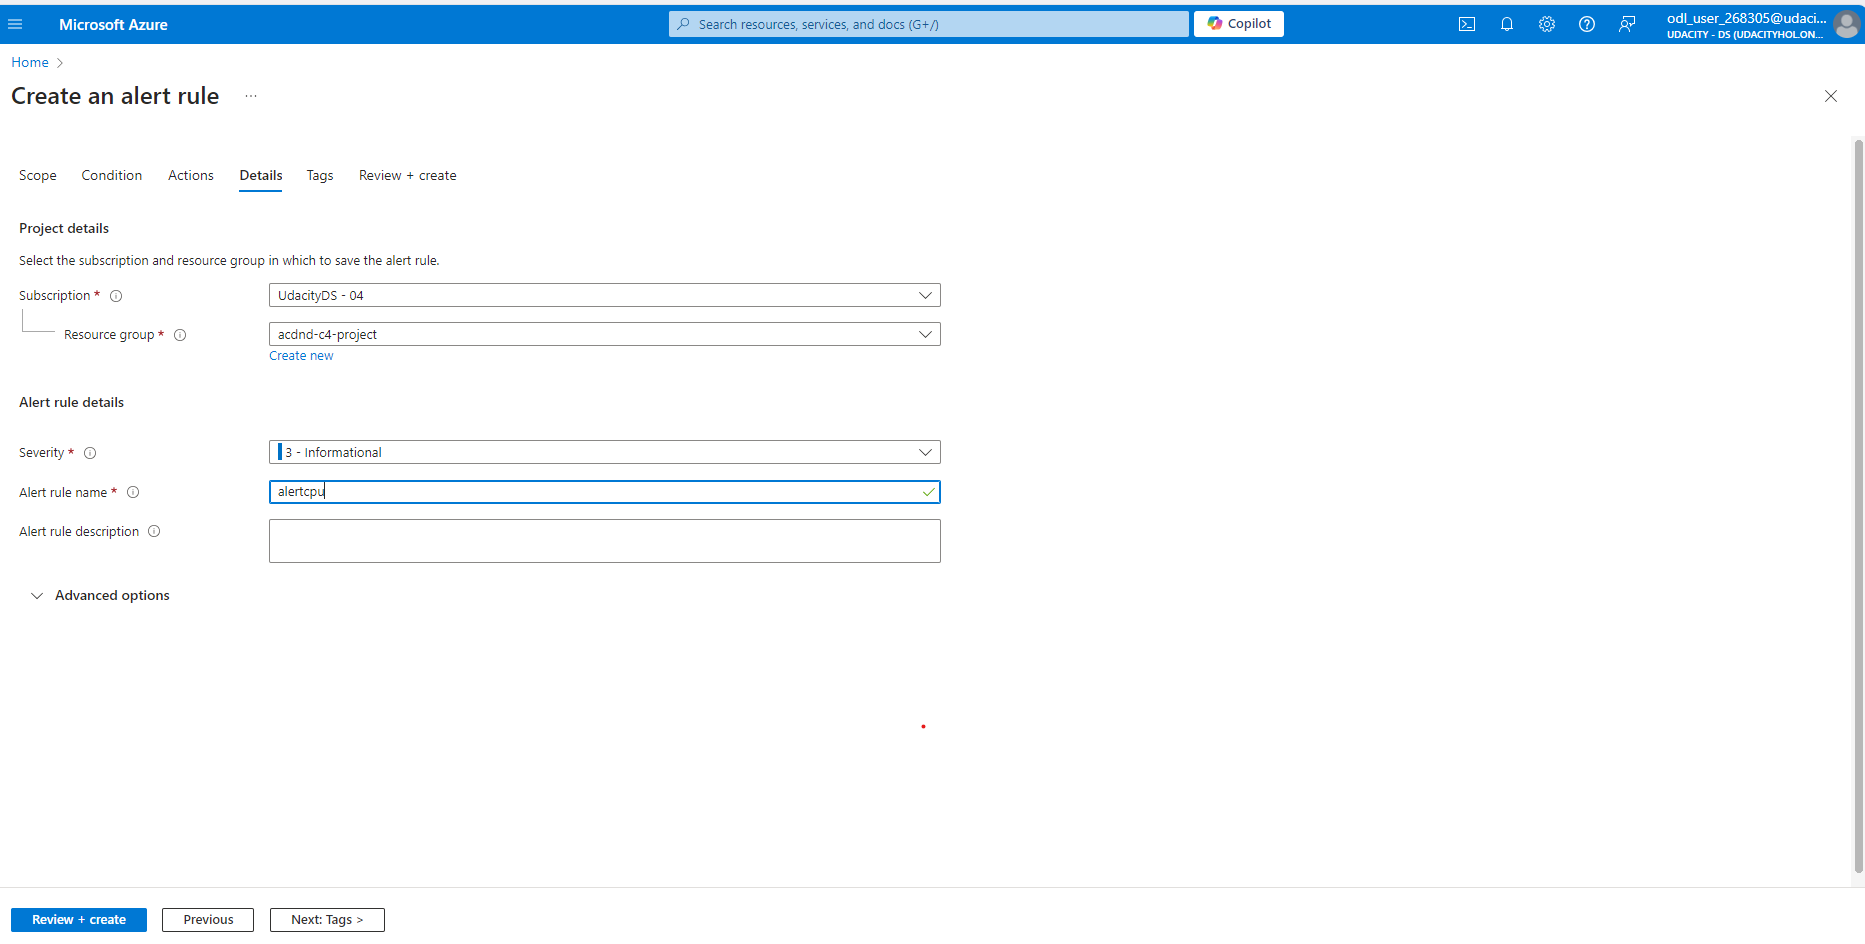 Microsoft Azure
Search resources, services, and docs (G+/)
Copilot
odl_user_268305@udaci...
UDACITY - DS (UDACITYHOL.ON...
Home
Create an alert rule ...
Scope Condition Actions Details Tags Review + create
Project details
Select the subscription and resource group in which to save the alert rule.
Subscription * UdacityDS - 04
Resource group * acdnd-c4-project
Create new
Alert rule details
Severity * 3 - Informational
Alert rule name * alertcpu
Alert rule description
Advanced options
Review + create Previous Next: Tags >